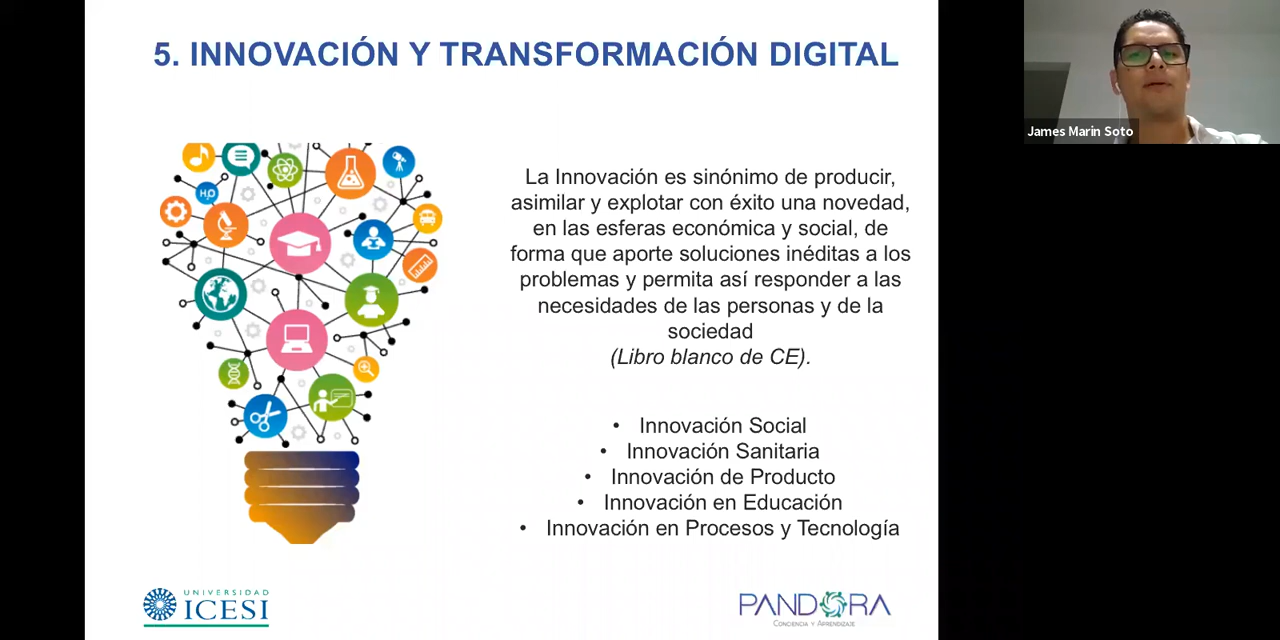 5. INNOVACIÓN Y TRANSFORMACIÓN DIGITAL
James Marin Soto
H₂O
La Innovación es sinónimo de producir,
asimilar y explotar con éxito una novedad,
en las esferas económica y social, de
forma que aporte soluciones inéditas a los
problemas y permita así responder a las
necesidades de las personas y de la
sociedad
(Libro blanco de CE).
• Innovación Social
• Innovación Sanitaria
• Innovación de Producto
• Innovación en Educación
• Innovación en Procesos y Tecnología
UNIVERSIDAD
ICESI
PANDORA
CONCIENCIA Y APRENDIZAJE